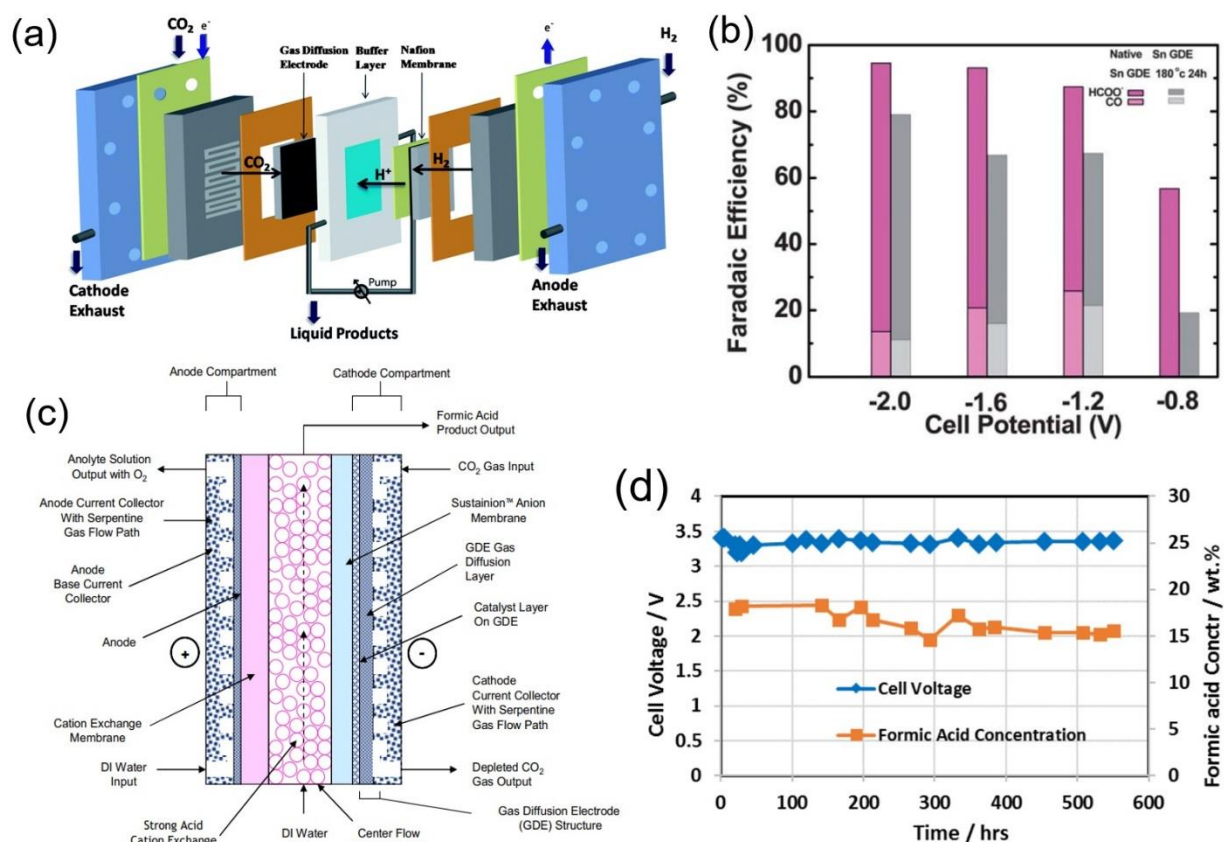 (a)
CO2
e-
Gas Diffusion
Electrode
Buffer
Layer
Nafion
Membrane
e-
H2
CO2
H+
H2
Pump
Cathode
Exhaust
Liquid Products
Anode
Exhaust
(b)
Faradaic Efficiency (%)
100
80
60
40
20
0
Native Sn GDE
Sn GDE 180°c 24h
HCOO-
CO
-2.0
-1.6
-1.2
-0.8
Cell Potential (V)
(c)
Anode Compartment
Cathode Compartment
Formic Acid
Product Output
Anolyte Solution
Output with O2
Anode Current Collector
With Serpentine
Gas Flow Path
Anode
Base Current
Collector
Anode
+
Cation Exchange
Membrane
DI Water
Input
Strong Acid
Cation Exchange
DI Water
Center Flow
CO2 Gas Input
Sustainion™ Anion
Membrane
GDE Gas
Diffusion
Layer
Catalyst Layer
On GDE
-
Cathode
Current Collector
With Serpentine
Gas Flow Path
Depleted CO2
Gas Output
Gas Diffusion Electrode
(GDE) Structure
(d)
Cell Voltage / V
4
3.5
3
2.5
2
1.5
1
0.5
0
Cell Voltage
Formic Acid Concentration
30
25
20
15
10
5
0
Formic acid Conctr / wt.%
0
100
200
300
400
500
600
Time / hrs